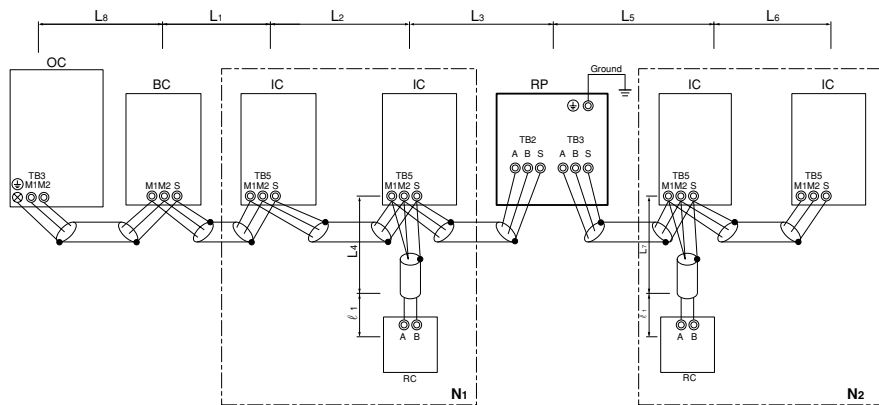 L8 L1 L2 L3 L5 L6
OC
BC
IC
IC
RP
Ground
IC
IC
TB3
M1M2
M1M2 S
TB5
M1M2 S
TB5
M1M2 S
TB2
A B S
TB3
A B S
TB5
M1M2 S
TB5
M1M2 S
L4
ℓ1
A B
RC
N1
L7
ℓ1
A B
RC
N2